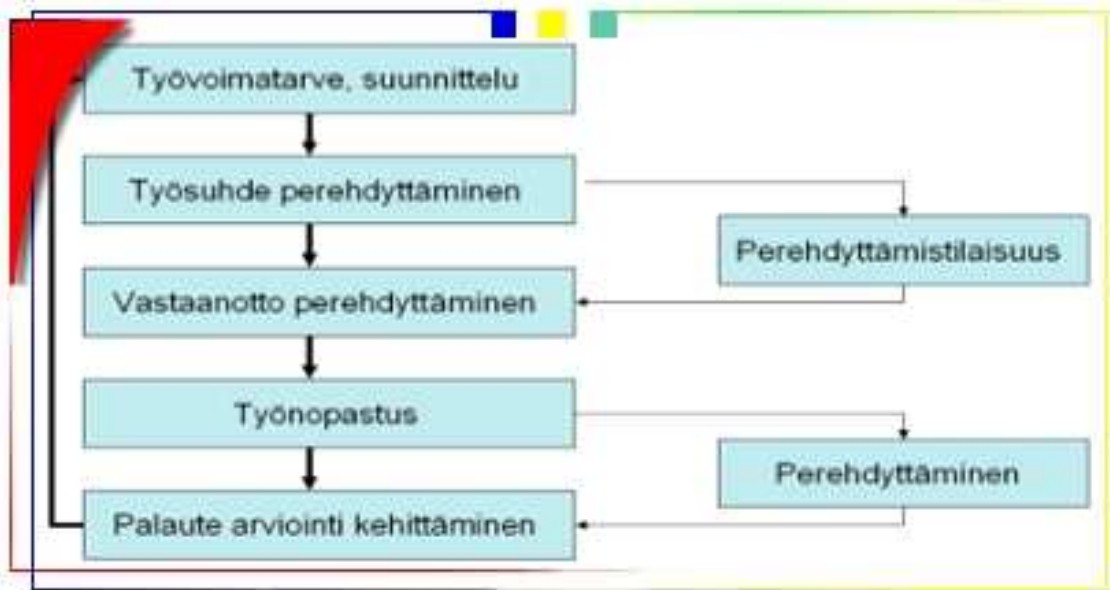 Työvoimatarve, suunnittelu
Työsuhde perehdyttäminen
Perehdyttämistilaisuus
Vastaanotto perehdyttäminen
Työnopastus
Perehdyttäminen
Palaute arviointi kehittäminen